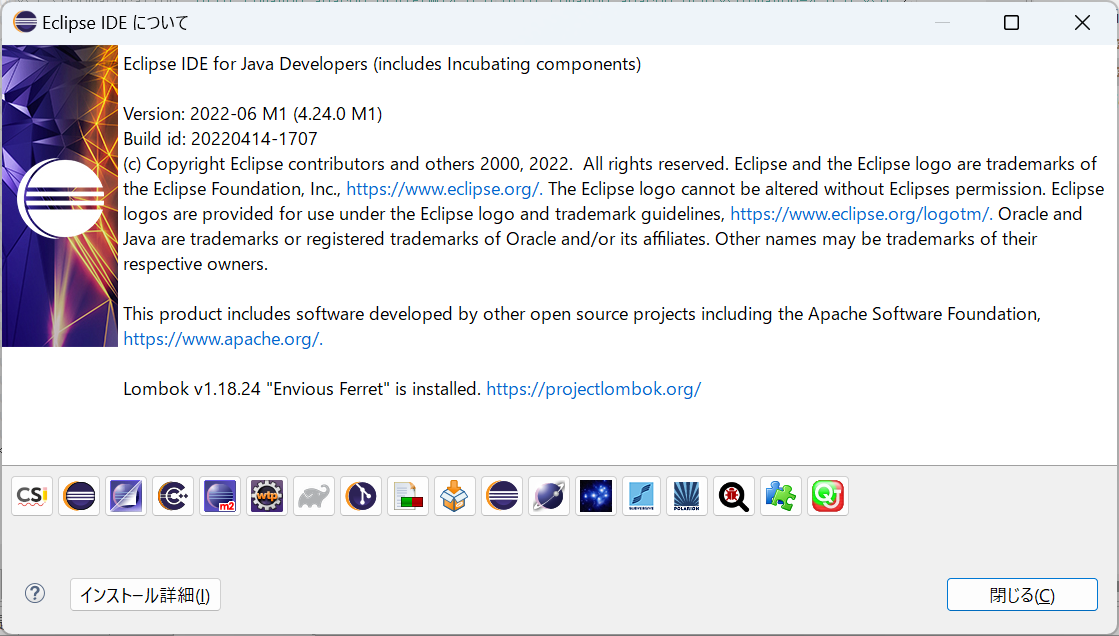 Eclipse IDE について
Eclipse IDE for Java Developers (includes Incubating components)
Version: 2022-06 M1 (4.24.0 M1)
Build id: 20220414-1707
(c) Copyright Eclipse contributors and others 2000, 2022.  All rights reserved. Eclipse and the Eclipse logo are trademarks of
the Eclipse Foundation, Inc., https://www.eclipse.org/. The Eclipse logo cannot be altered without Eclipses permission. Eclipse
logos are provided for use under the Eclipse logo and trademark guidelines, https://www.eclipse.org/logotm/. Oracle and
Java are trademarks or registered trademarks of Oracle and/or its affiliates. Other names may be trademarks of their
respective owners.
This product includes software developed by other open source projects including the Apache Software Foundation,
https://www.apache.org/.
Lombok v1.18.24 "Envious Ferret" is installed. https://projectlombok.org/
CSi
m2
wtp
SUBVERSIVE
POLARION
QJ
?
インストール詳細(I)
閉じる(C)